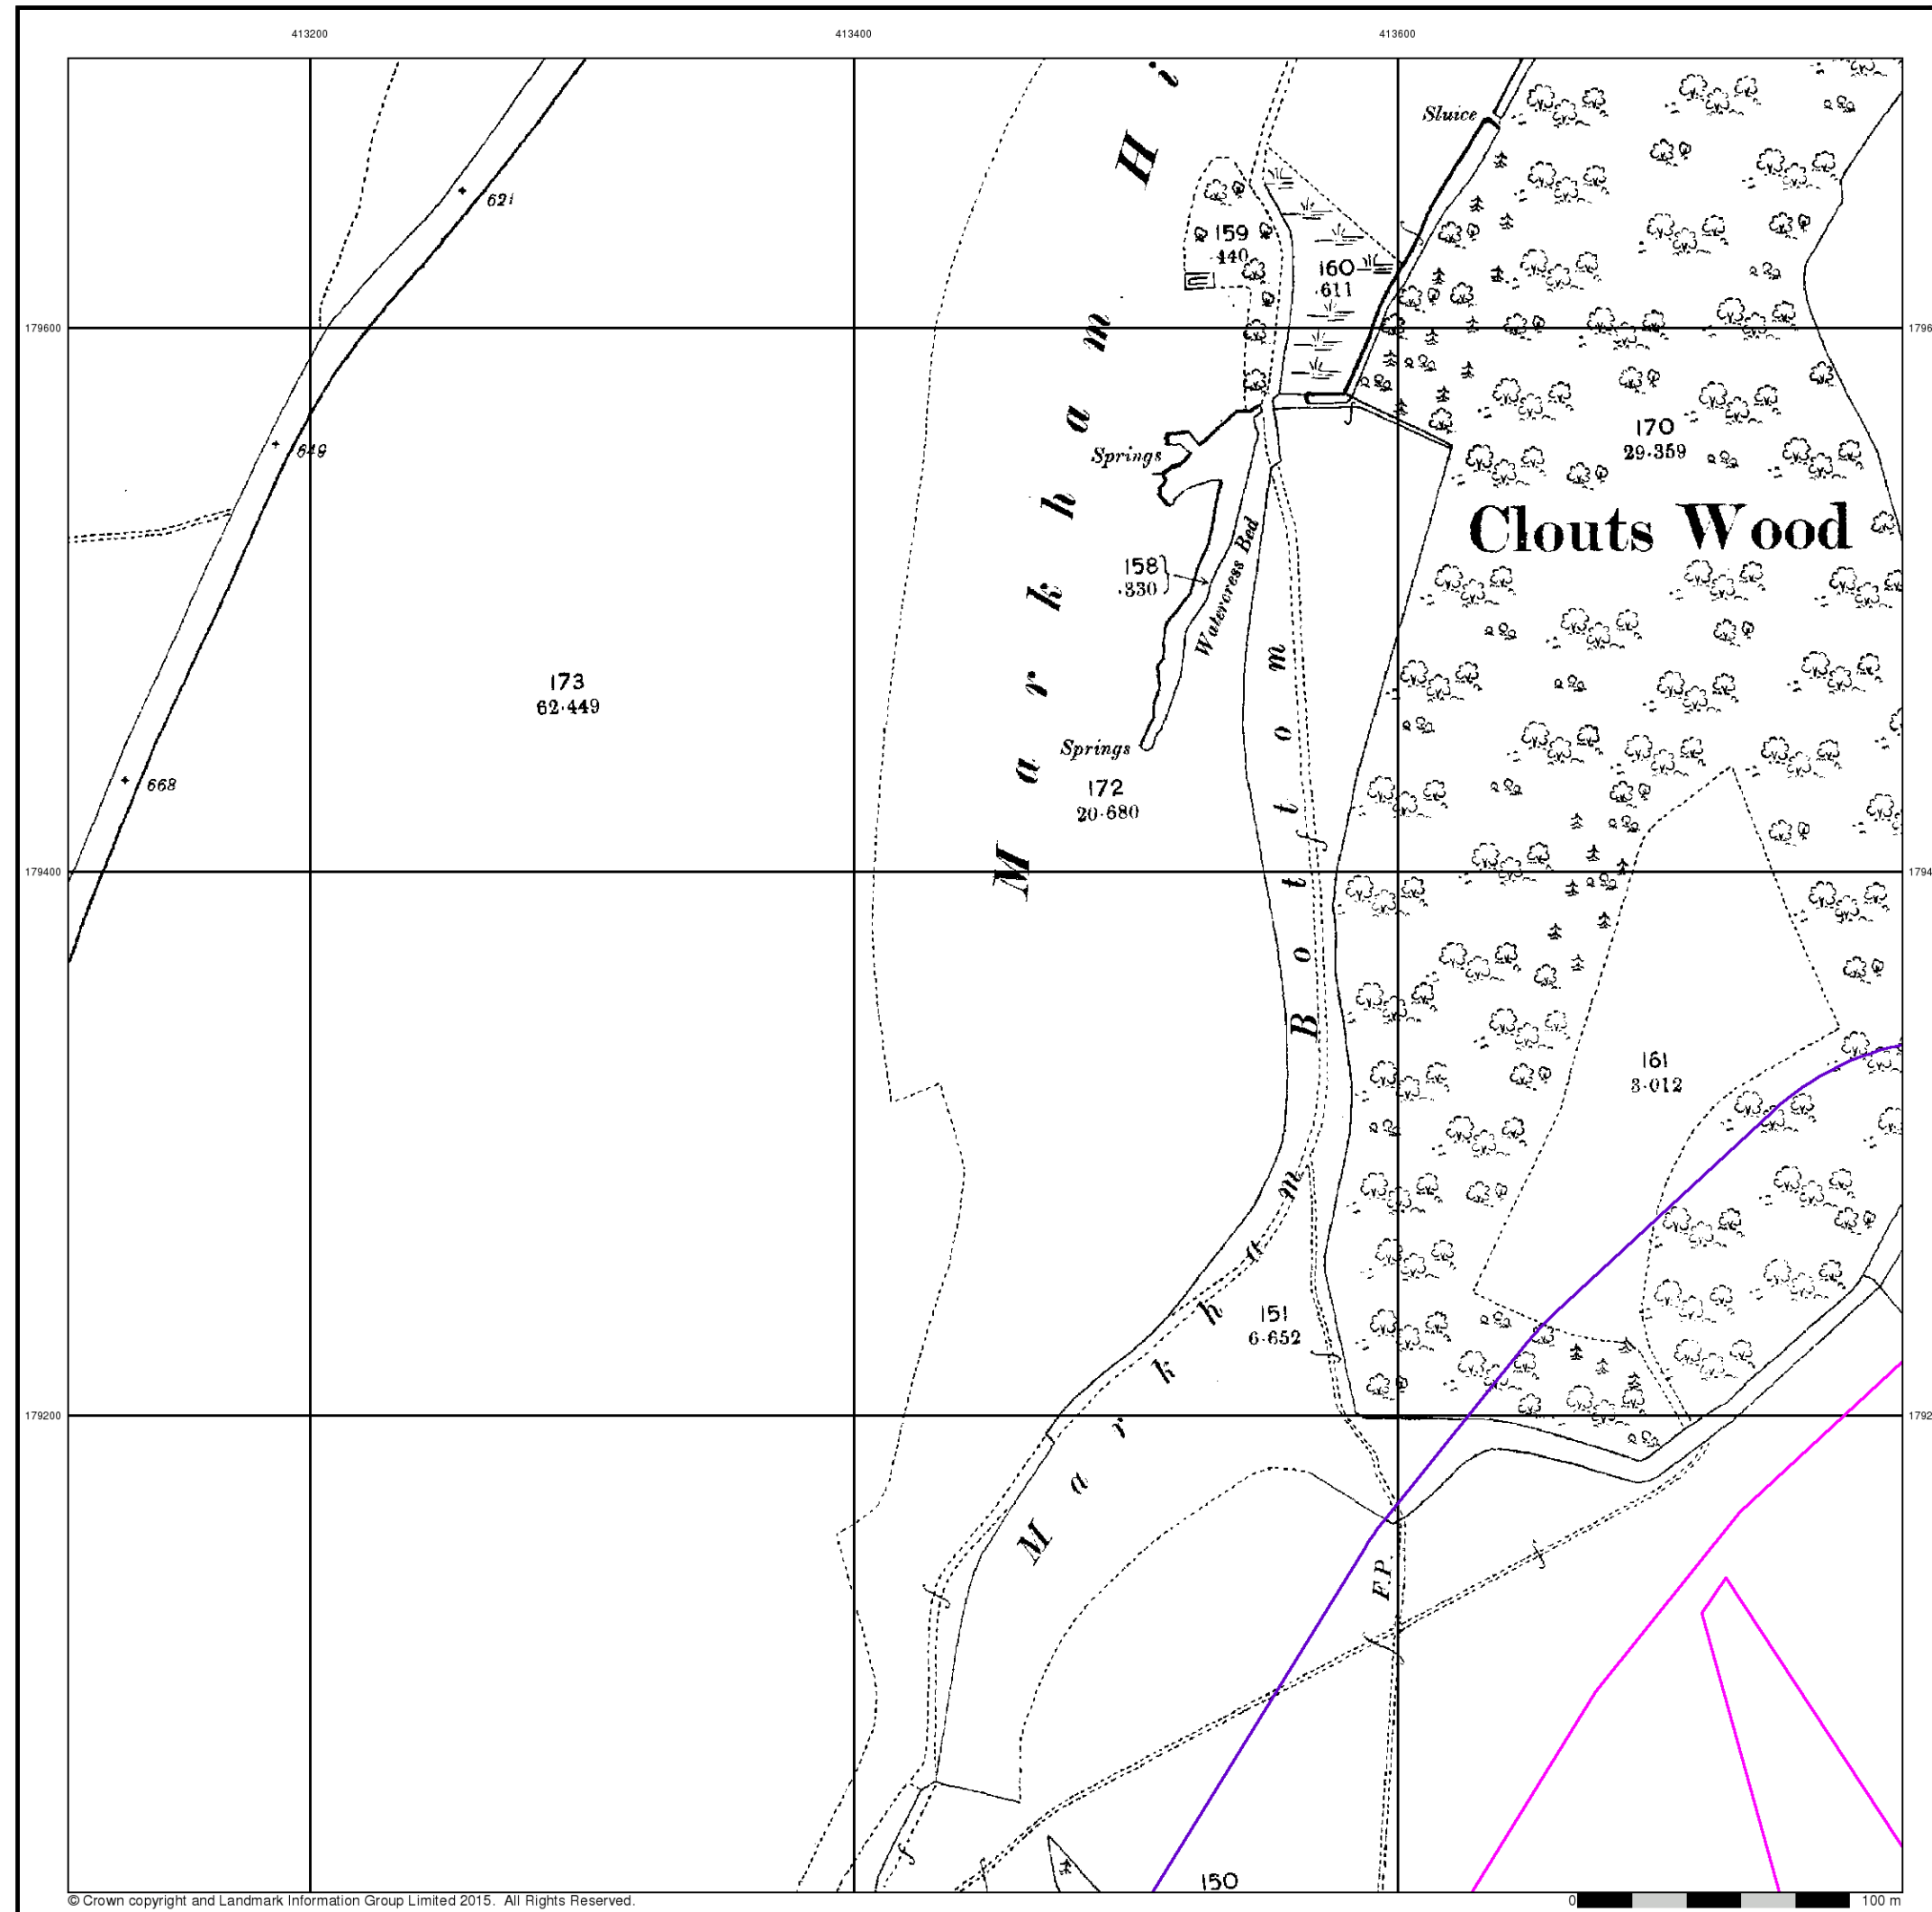 413200 413400 413600
Sluice
621
159
·440
160
·611
179600
649
Springs
170
29·359
Clouts Wood
158
·330
Watercress Bed
173
62·449
Springs
668
172
20·680
Markham Hi
179400
161
3·012
Markham Bottom
151
6·652
179200
F.P.
150
© Crown copyright and Landmark Information Group Limited 2015. All Rights Reserved.
0 100 m